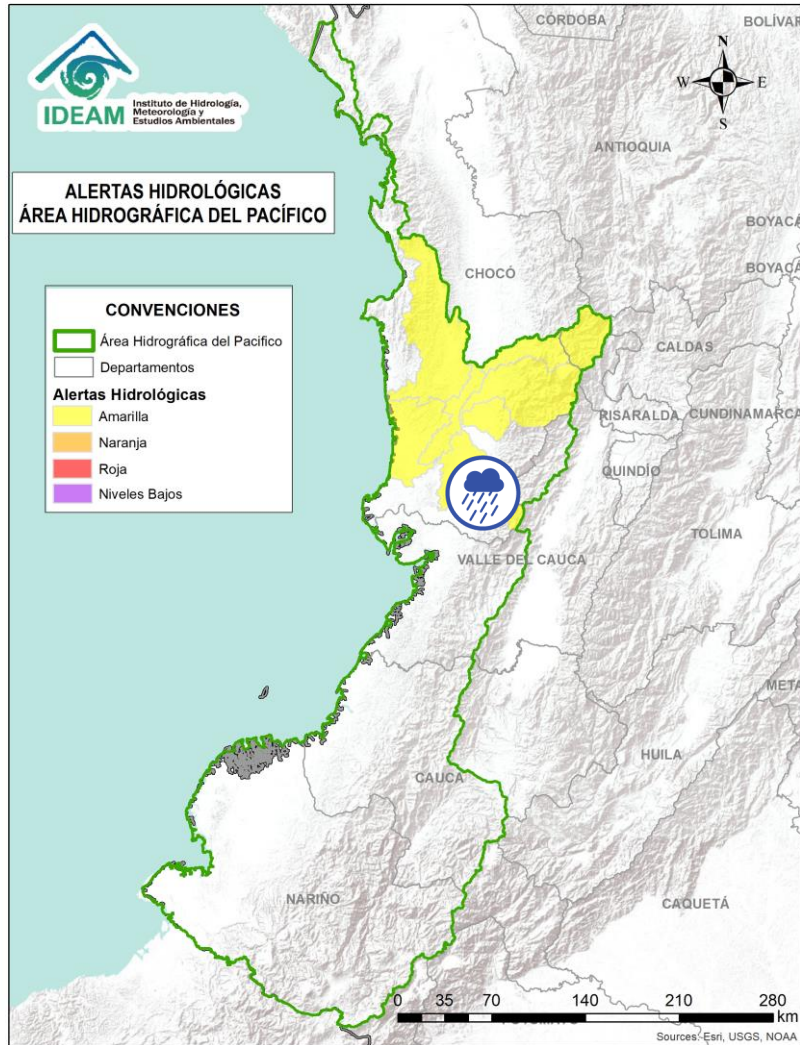 CÓRDOBA
BOLÍVAR
N
W
E
S
IDEAM
Instituto de Hidrología,
Meteorología y
Estudios Ambientales
ANTIOQUIA
ALERTAS HIDROLÓGICAS
ÁREA HIDROGRÁFICA DEL PACÍFICO
BOYACÁ
BOYACÁ
CHOCÓ
CONVENCIONES
Área Hidrográfica del Pacifico
Departamentos
Alertas Hidrológicas
Amarilla
Naranja
Roja
Niveles Bajos
CALDAS
RISARALDA
CUNDINAMARCA
QUINDÍO
TOLIMA
VALLE DEL CAUCA
META
HUILA
CAUCA
NARIÑO
CAQUETÁ
0 35 70 140 210 280
km
Sources: Esri, USGS, NOAA